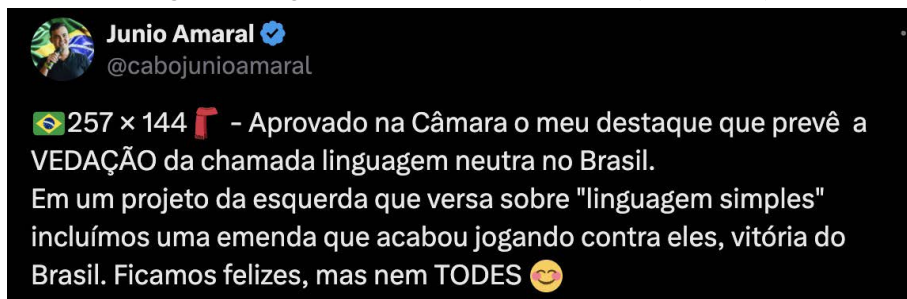 Junio Amaral
@cabojunioamaral
🇧🇷257 × 144🧣 - Aprovado na Câmara o meu destaque que prevê a
VEDAÇÃO da chamada linguagem neutra no Brasil.
Em um projeto da esquerda que versa sobre "linguagem simples"
incluímos uma emenda que acabou jogando contra eles, vitória do
Brasil. Ficamos felizes, mas nem TODES 😊